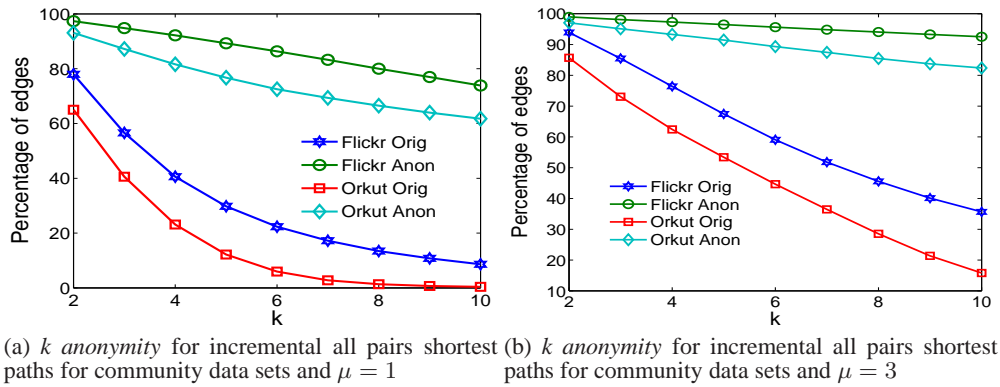 100
80
60
40
20
0
Percentage of edges
Flickr Orig
Flickr Anon
Orkut Orig
Orkut Anon
2 4 6 8 10
k
(a) k anonymity for incremental all pairs shortest
paths for community data sets and μ = 1
100
90
80
70
60
50
40
30
20
10
Percentage of edges
Flickr Orig
Flickr Anon
Orkut Orig
Orkut Anon
2 4 6 8 10
k
(b) k anonymity for incremental all pairs shortest
paths for community data sets and μ = 3